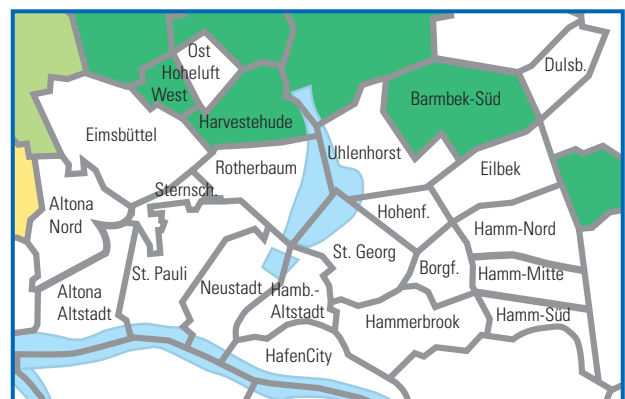 Ost
Hoheluft
West
Dulsb.
Barmbek-Süd
Harvestehude
Eimsbüttel
Uhlenhorst
Rotherbaum
Eilbek
Sternsch.
Altona
Nord
Hohenf.
Hamm-Nord
St. Georg
St. Pauli
Borgf.
Hamm-Mitte
Neustadt
Hamb.-
Altstadt
Altona
Altstadt
Hammerbrook
Hamm-Süd
HafenCity